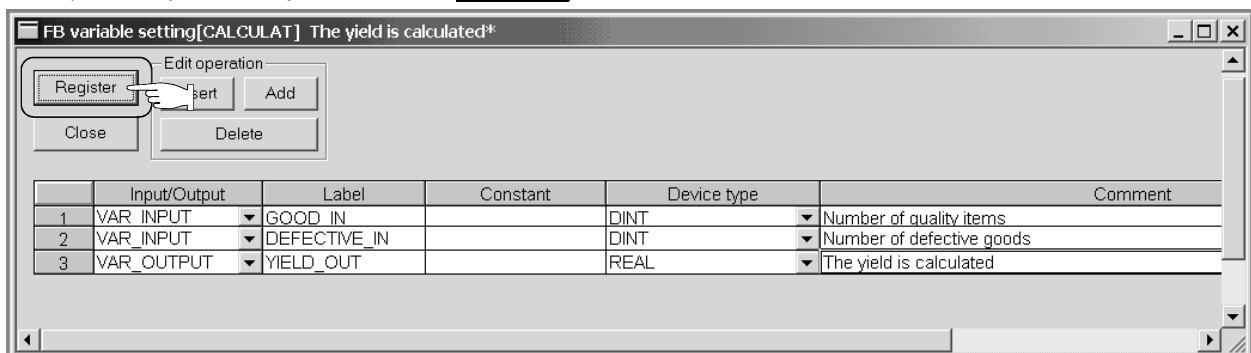 FB variable setting[CALCULAT] The yield is calculated*
Edit operation
Register
Add
Close
Delete
Input/Output Label Constant Device type Comment
1 VAR_INPUT GOOD_IN DINT Number of quality items
2 VAR_INPUT DEFECTIVE_IN DINT Number of defective goods
3 VAR_OUTPUT YIELD_OUT REAL The yield is calculated